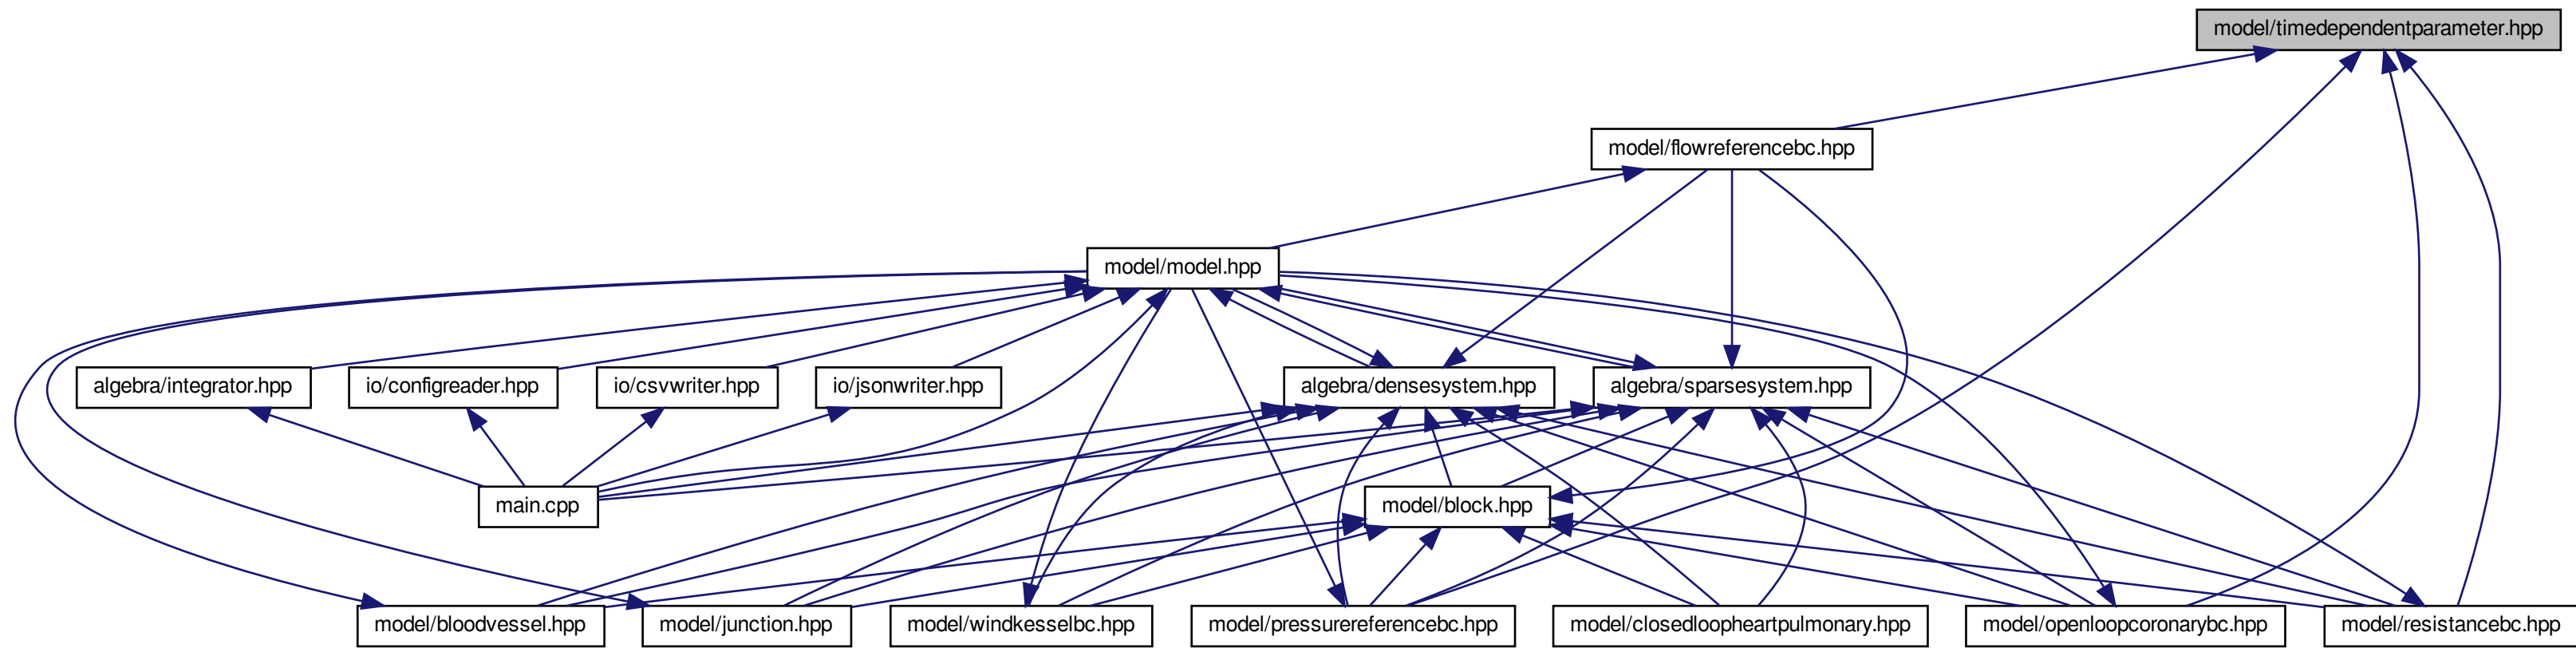 model/timedependentparameter.hpp
model/flowreferencebc.hpp
model/model.hpp
algebra/integrator.hpp
io/configreader.hpp
io/csvwriter.hpp
io/jsonwriter.hpp
algebra/densesystem.hpp
algebra/sparsesystem.hpp
main.cpp
model/block.hpp
model/bloodvessel.hpp
model/junction.hpp
model/windkesselbc.hpp
model/pressurereferencebc.hpp
model/closedloopheartpulmonary.hpp
model/openloopcoronarybc.hpp
model/resistancebc.hpp